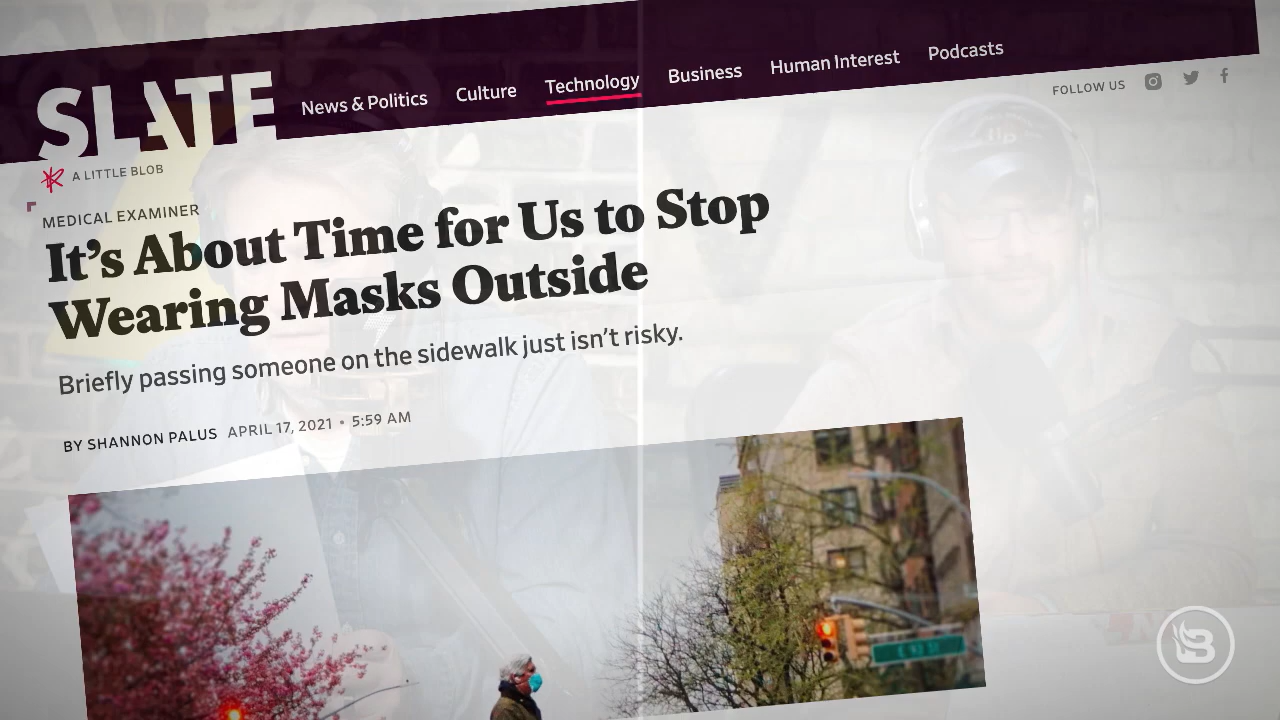 SLATE
News & Politics Culture Technology Business Human Interest Podcasts
FOLLOW US
A LITTLE BLOB
MEDICAL EXAMINER
It's About Time for Us to Stop
Wearing Masks Outside
Briefly passing someone on the sidewalk just isn't risky.
BY SHANNON PALUS APRIL 17, 2021 • 5:59 AM
E 93 ST
B